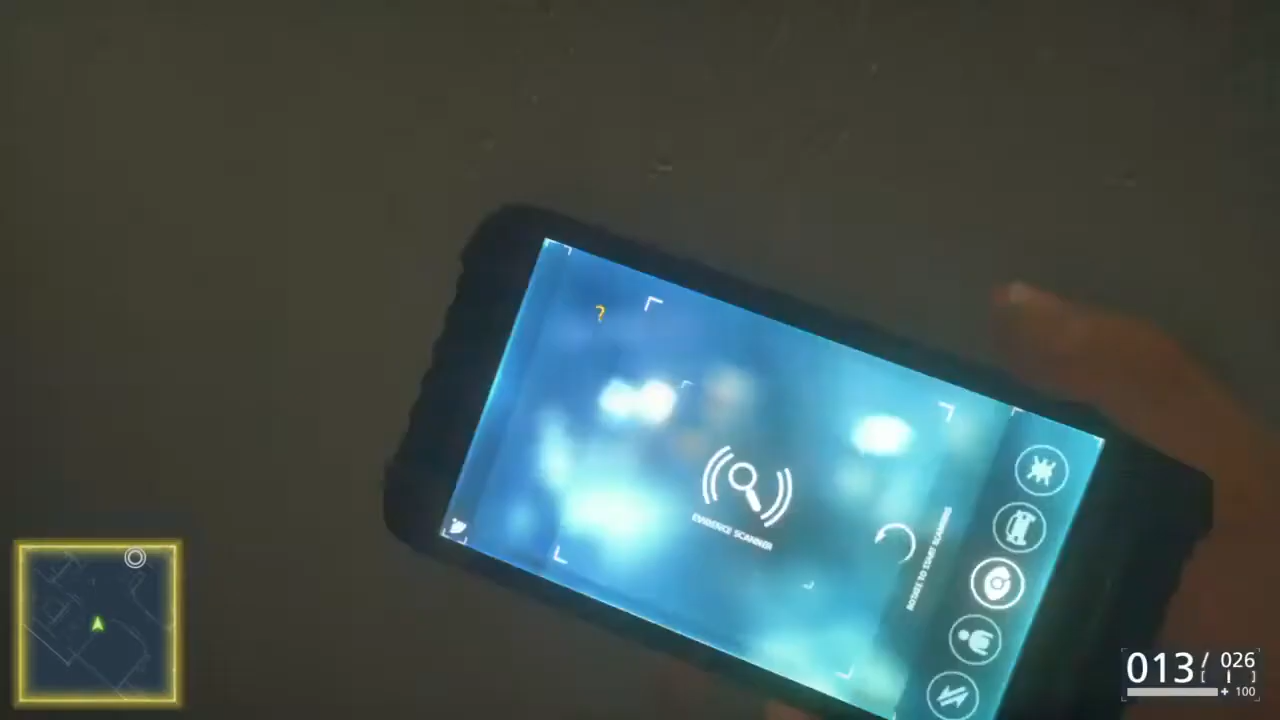 ?
EVIDENCE SCANNER
ROTATE TO START SCANNING
013 / 026
+ 100